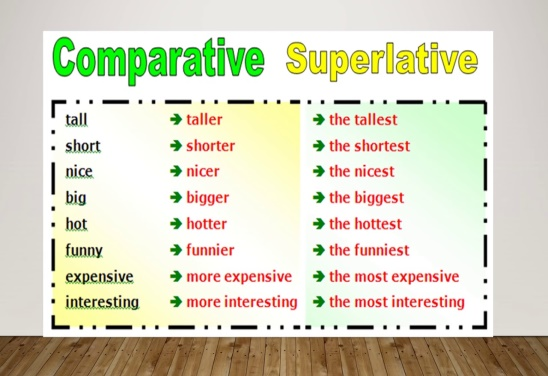 Comparative Superlative
tall ➔ taller ➔ the tallest
short ➔ shorter ➔ the shortest
nice ➔ nicer ➔ the nicest
big ➔ bigger ➔ the biggest
hot ➔ hotter ➔ the hottest
funny ➔ funnier ➔ the funniest
expensive ➔ more expensive ➔ the most expensive
interesting ➔ more interesting ➔ the most interesting